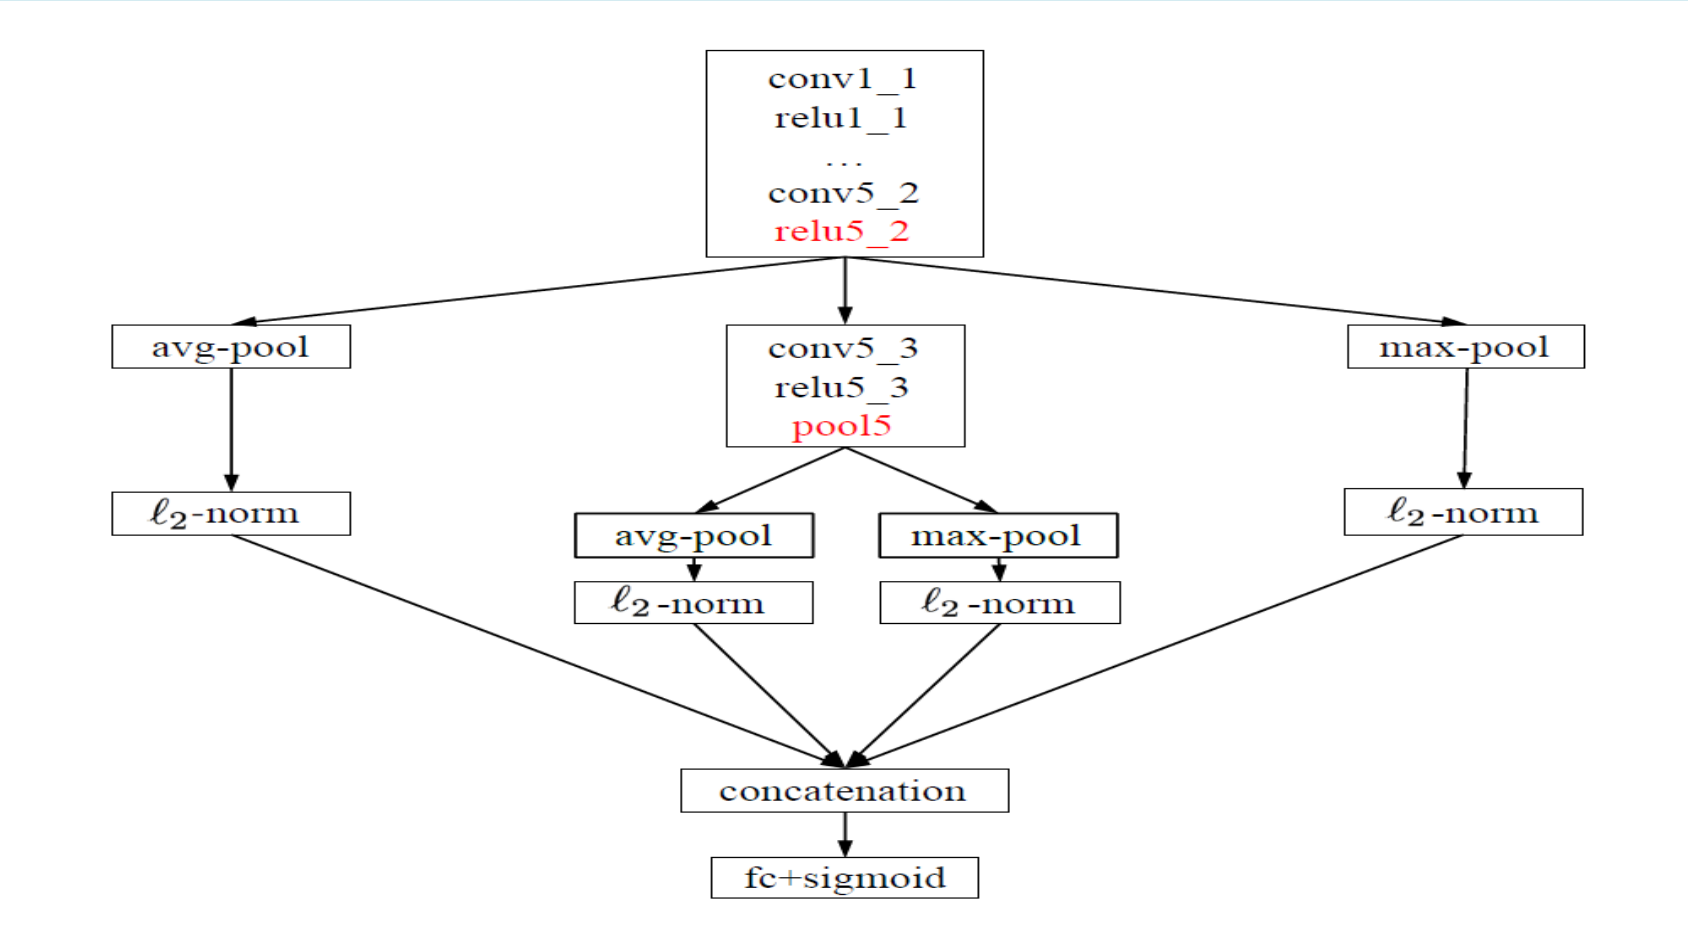 conv1_1
relu1_1
...
conv5_2
relu5_2
avg-pool
conv5_3
relu5_3
pool5
max-pool
ℓ2-norm
avg-pool
max-pool
ℓ2-norm
ℓ2-norm
ℓ2-norm
concatenation
fc+sigmoid